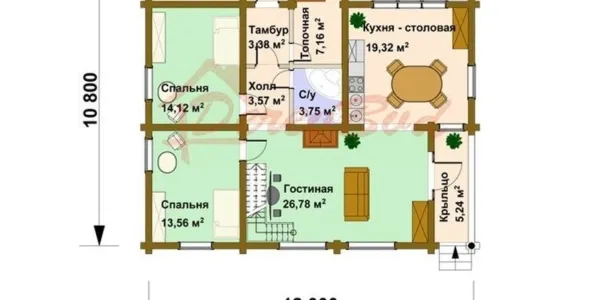 Тамбур
3,38 м²
Топочная
7,16 м²
Кухня - столовая
19,32 м²
Спальня
14,12 м²
Холл
3,57 м²
С/у
3,75 м²
10 800
Спальня
13,56 м²
Гостиная
26,78 м²
Крыльцо
5,24 м²